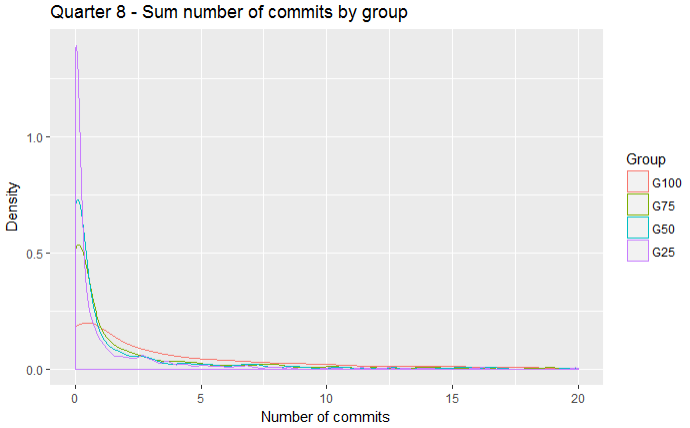 Quarter 8 - Sum number of commits by group
Density
1.0
0.5
0.0
0
5
10
15
20
Number of commits
Group
G100
G75
G50
G25